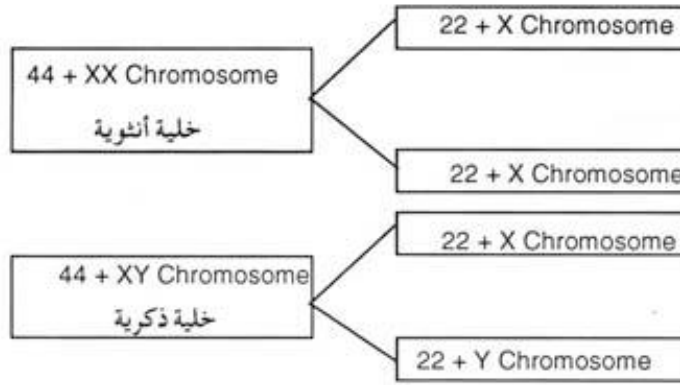 22 + X Chromosome
44 + XX Chromosome
خلية أنثوية
22 + X Chromosome
22 + X Chromosome
44 + XY Chromosome
خلية ذكرية
22 + Y Chromosome